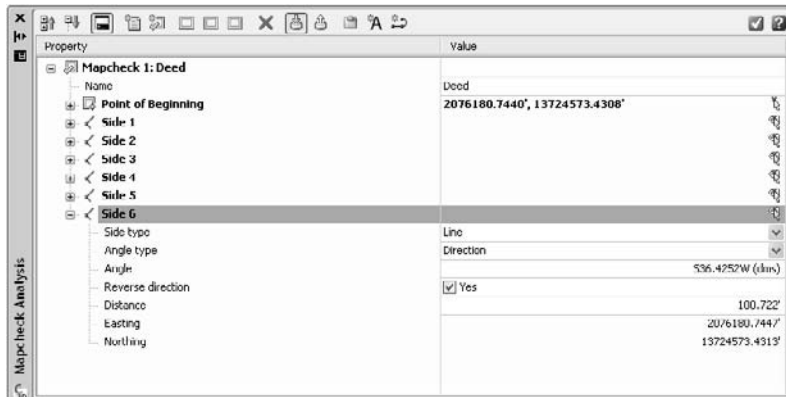 Property Value
Mapcheck 1: Deed
Name Deed
Point of Beginning 2076180.7440', 13724573.4308'
Side 1
Side 2
Side 3
Side 4
Side 5
Side 6
Side type Line
Angle type Direction
Angle S36.4252W (dms)
Reverse direction Yes
Distance 100.722'
Easting 2076180.7447'
Northing 13724573.4313'
Mapcheck Analysis